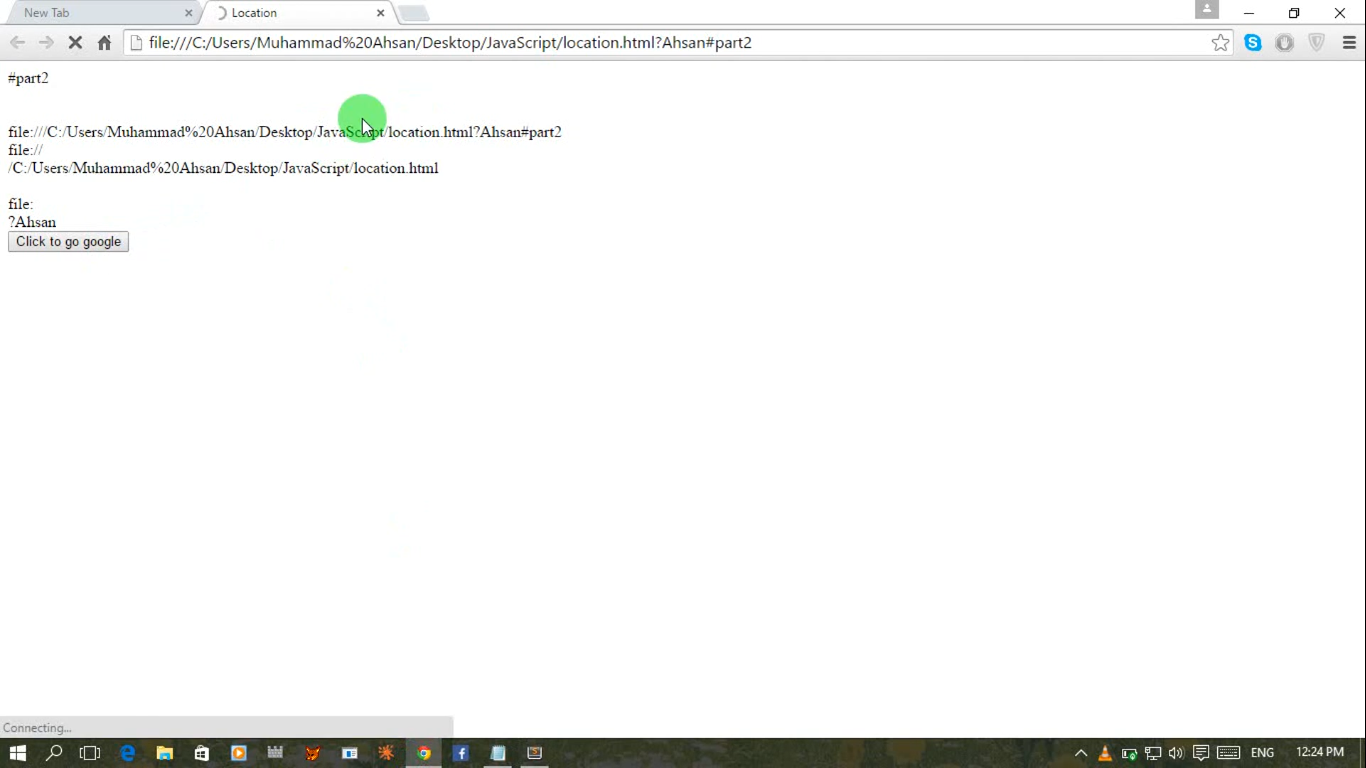 New Tab
Location
file:///C:/Users/Muhammad%20Ahsan/Desktop/JavaScript/location.html?Ahsan#part2
#part2
file:///C:/Users/Muhammad%20Ahsan/Desktop/JavaScript/location.html?Ahsan#part2
file://
/C:/Users/Muhammad%20Ahsan/Desktop/JavaScript/location.html
file:
?Ahsan
Click to go google
Connecting...
ENG
12:24 PM